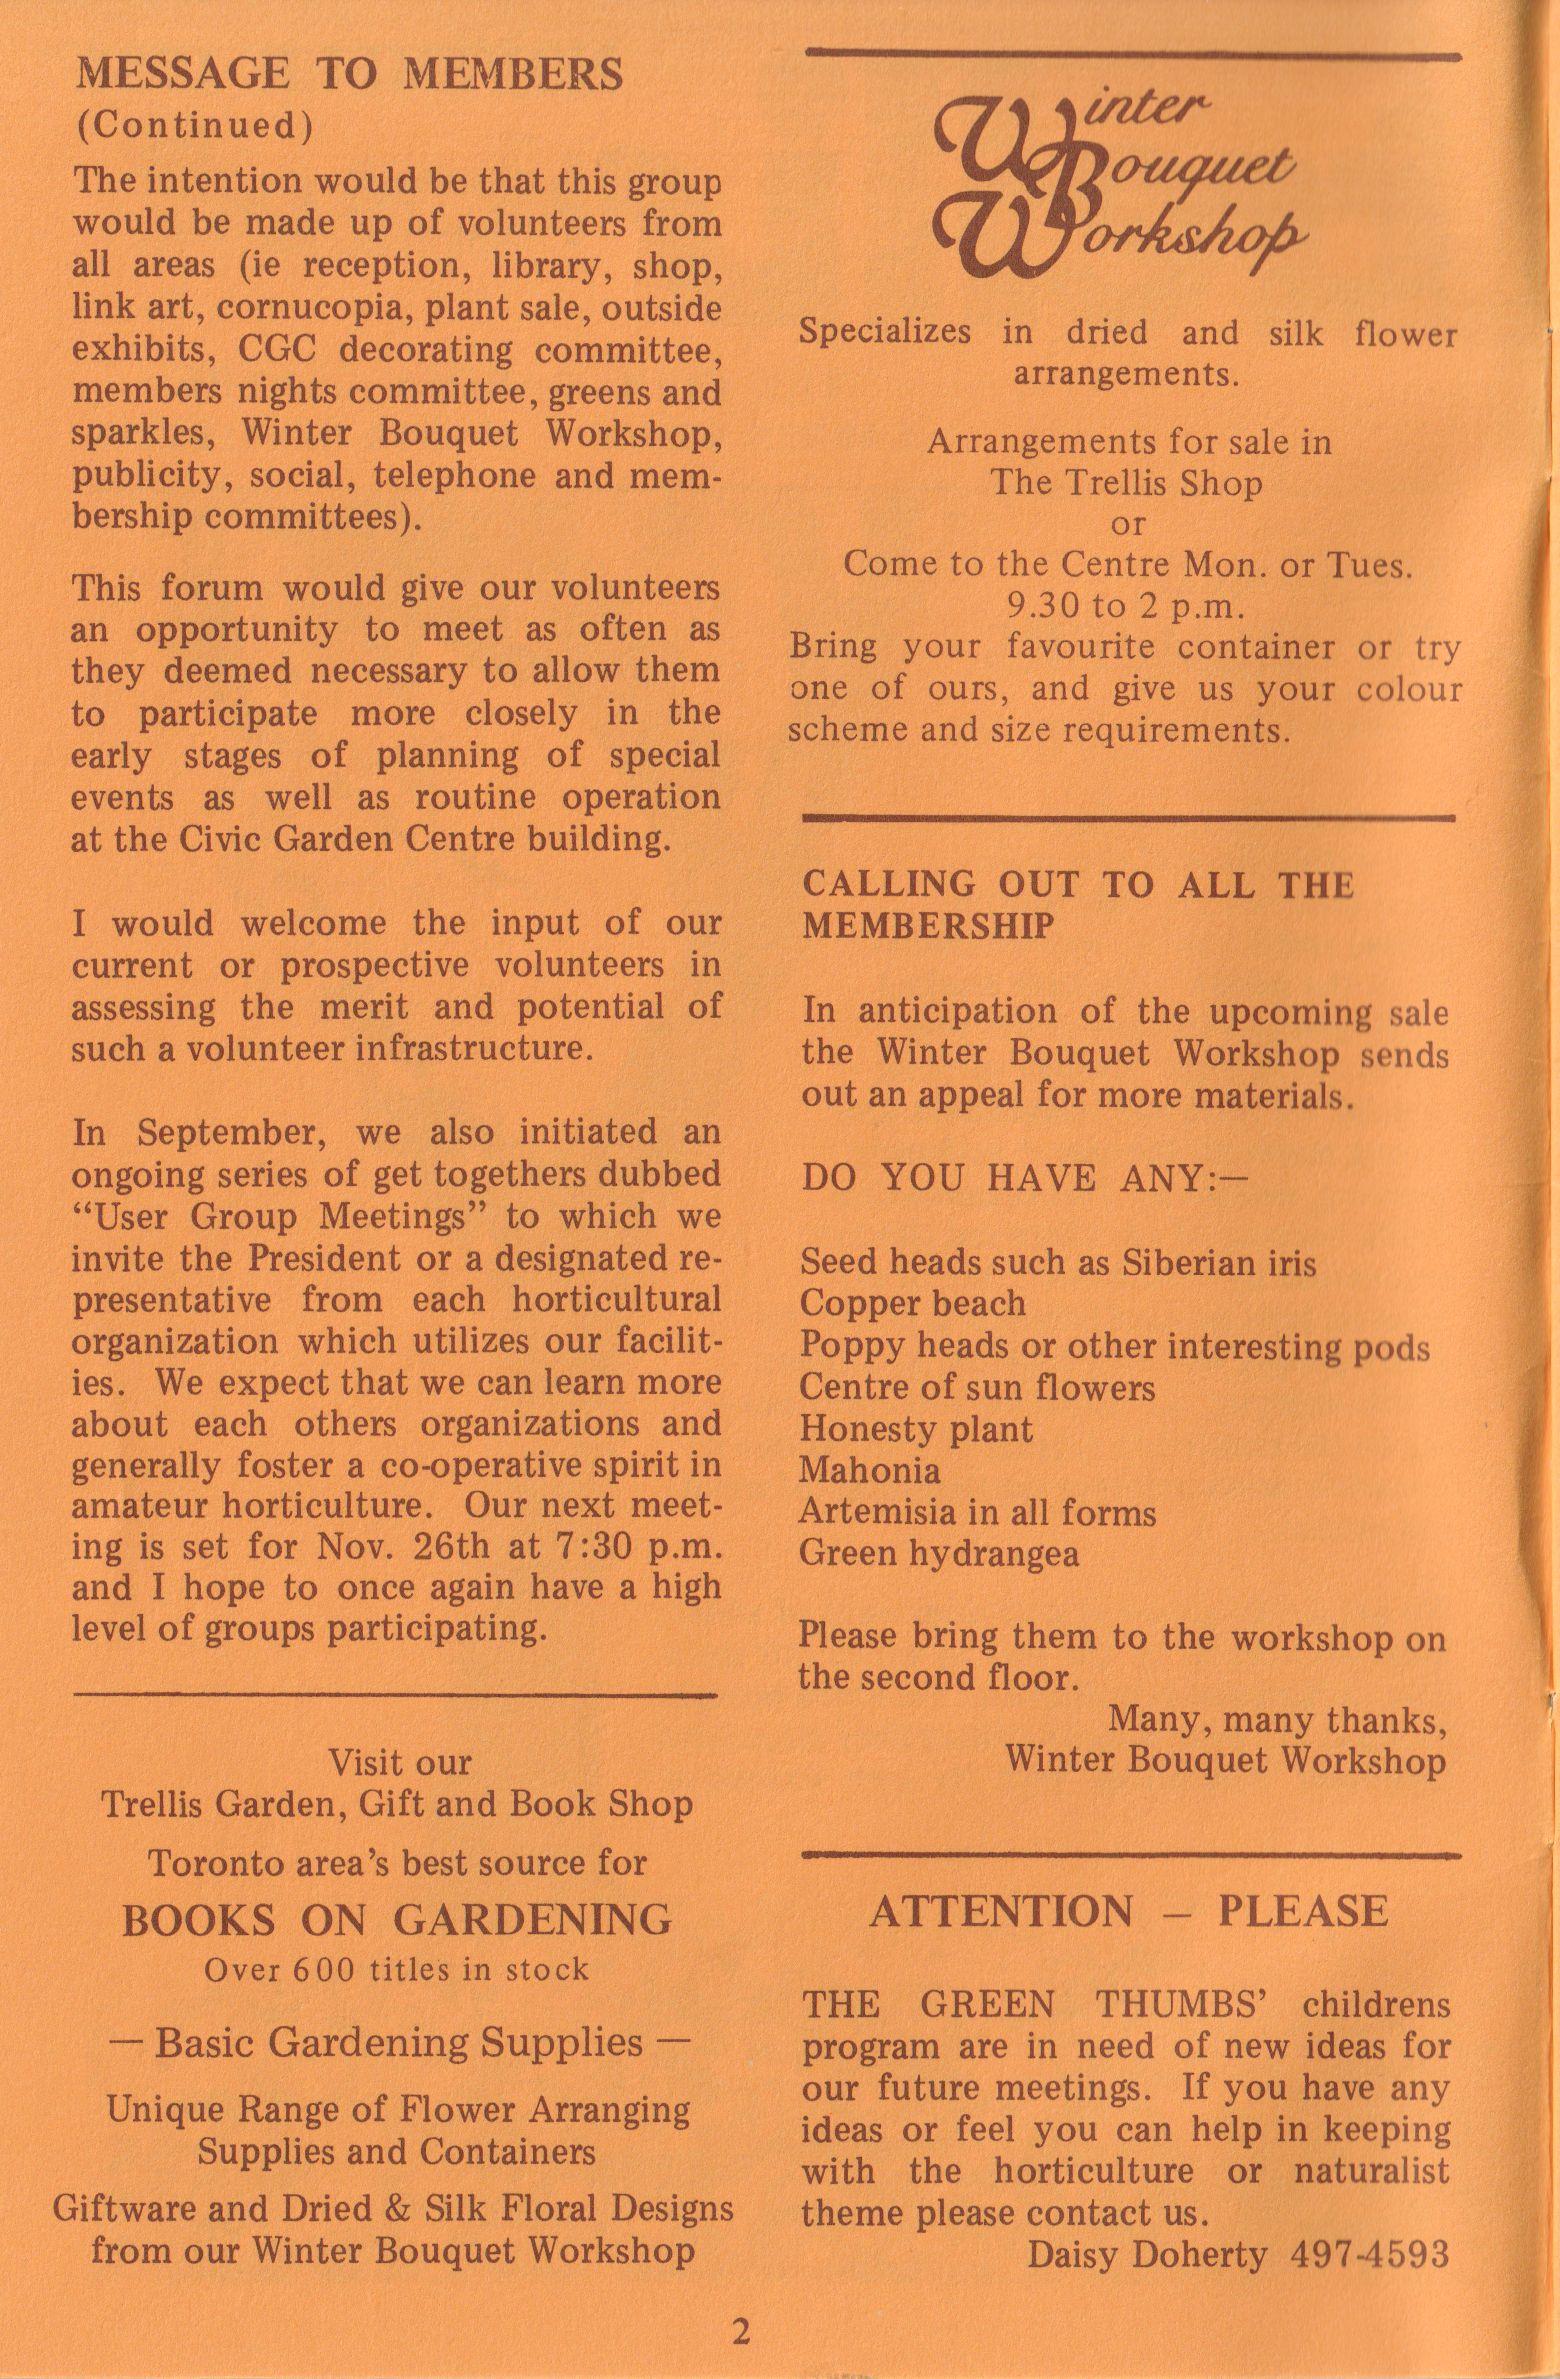 MESSAGE TO MEMBERS
(Continued)
The intention would be that this group
would be made up of volunteers from
all areas (ie reception, library, shop,
link art, cornucopia, plant sale, outside
exhibits, CGC decorating committee,
members nights committee, greens and
sparkles, Winter Bouquet Workshop,
publicity, social, telephone and mem-
bership committees).
This forum would give our volunteers
an opportunity to meet as often as
they deemed necessary to allow them
to participate more closely in the
early stages of planning of special
events as well as routine operation
at the Civic Garden Centre building.
I would welcome the input of our
current or prospective volunteers in
assessing the merit and potential of
such a volunteer infrastructure.
In September, we also initiated an
ongoing series of get togethers dubbed
“User Group Meetings” to which we
invite the President or a designated re-
presentative from each horticultural
organization which utilizes our facilit-
ies. We expect that we can learn more
about each others organizations and
generally foster a co-operative spirit in
amateur horticulture. Our next meet-
ing is set for Nov. 26th at 7:30 p.m.
and I hope to once again have a high
level of groups participating.
Visit our
Trellis Garden, Gift and Book Shop
Toronto area’s best source for
BOOKS ON GARDENING
Over 600 titles in stock
— Basic Gardening Supplies —
Unique Range of Flower Arranging
Supplies and Containers
Giftware and Dried & Silk Floral Designs
from our Winter Bouquet Workshop
Winter
Bouquet
Workshop
Specializes in dried and silk flower
arrangements.
Arrangements for sale in
The Trellis Shop
or
Come to the Centre Mon. or Tues.
9.30 to 2 p.m.
Bring your favourite container or try
one of ours, and give us your colour
scheme and size requirements.
CALLING OUT TO ALL THE
MEMBERSHIP
In anticipation of the upcoming sale
the Winter Bouquet Workshop sends
out an appeal for more materials.
DO YOU HAVE ANY:—
Seed heads such as Siberian iris
Copper beach
Poppy heads or other interesting pods
Centre of sun flowers
Honesty plant
Mahonia
Artemisia in all forms
Green hydrangea
Please bring them to the workshop on
the second floor.
Many, many thanks,
Winter Bouquet Workshop
ATTENTION — PLEASE
THE GREEN THUMBS’ childrens
program are in need of new ideas for
our future meetings. If you have any
ideas or feel you can help in keeping
with the horticulture or naturalist
theme please contact us.
Daisy Doherty 497-4593
2